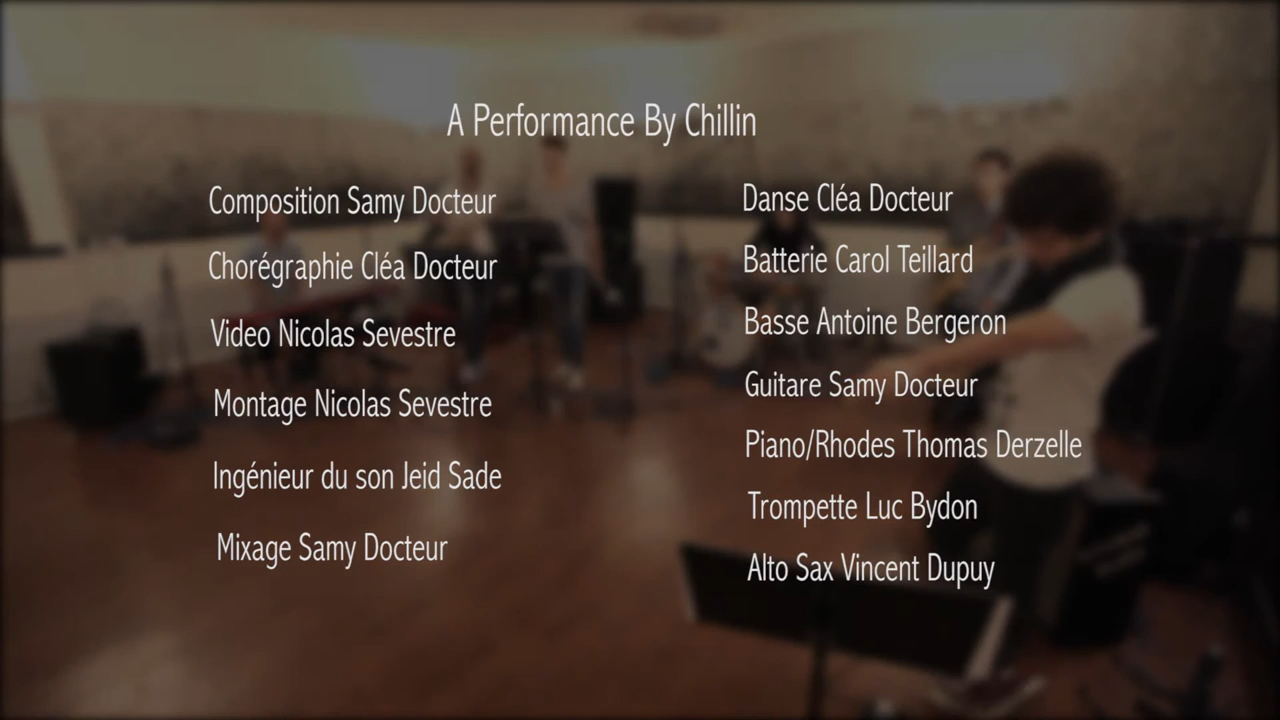 A Performance By Chillin
Composition Samy Docteur
Chorégraphie Cléa Docteur
Video Nicolas Sevestre
Montage Nicolas Sevestre
Ingénieur du son Jeid Sade
Mixage Samy Docteur
Danse Cléa Docteur
Batterie Carol Teillard
Basse Antoine Bergeron
Guitare Samy Docteur
Piano/Rhodes Thomas Derzelle
Trompette Luc Bydon
Alto Sax Vincent Dupuy